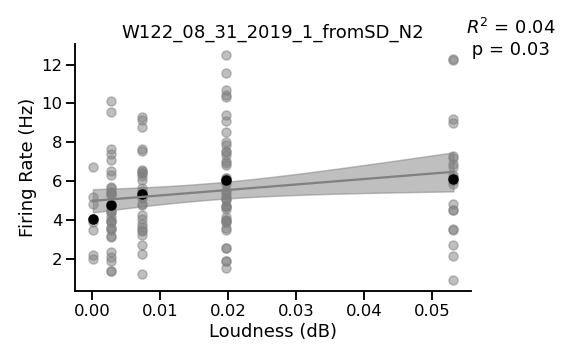 W122_08_31_2019_1_fromSD_N2
R² = 0.04
p = 0.03
Firing Rate (Hz)
12
10
8
6
4
2
0.00 0.01 0.02 0.03 0.04 0.05
Loudness (dB)